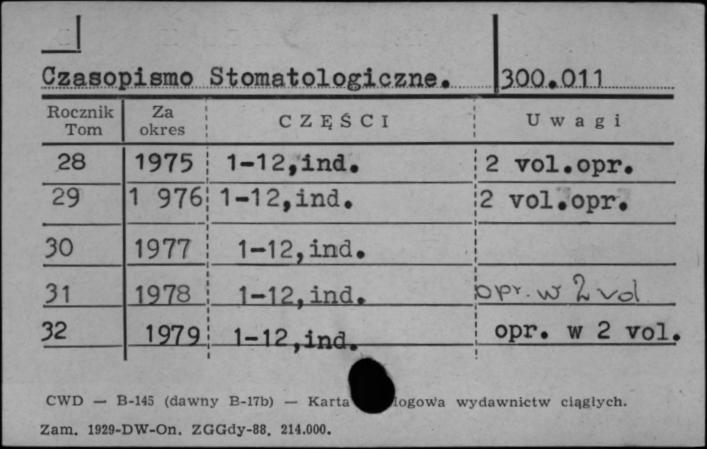 Czasopismo Stomatologiczne. 300.011
Rocznik Tom Za okres CZĘŚCI Uwagi
28 1975 1-12,ind. 2 vol.opr.
29 1 976 1-12,ind. 2 vol.opr.
30 1977 1-12,ind.
31 1978 1-12,ind. opr. w 2 vol
32 1979 1-12,ind. opr. w 2 vol.
CWD — B-145 (dawny B-17b) — Karta logowa wydawnictw ciągłych.
Zam. 1929-DW-On. ZGGdy-88. 214.000.